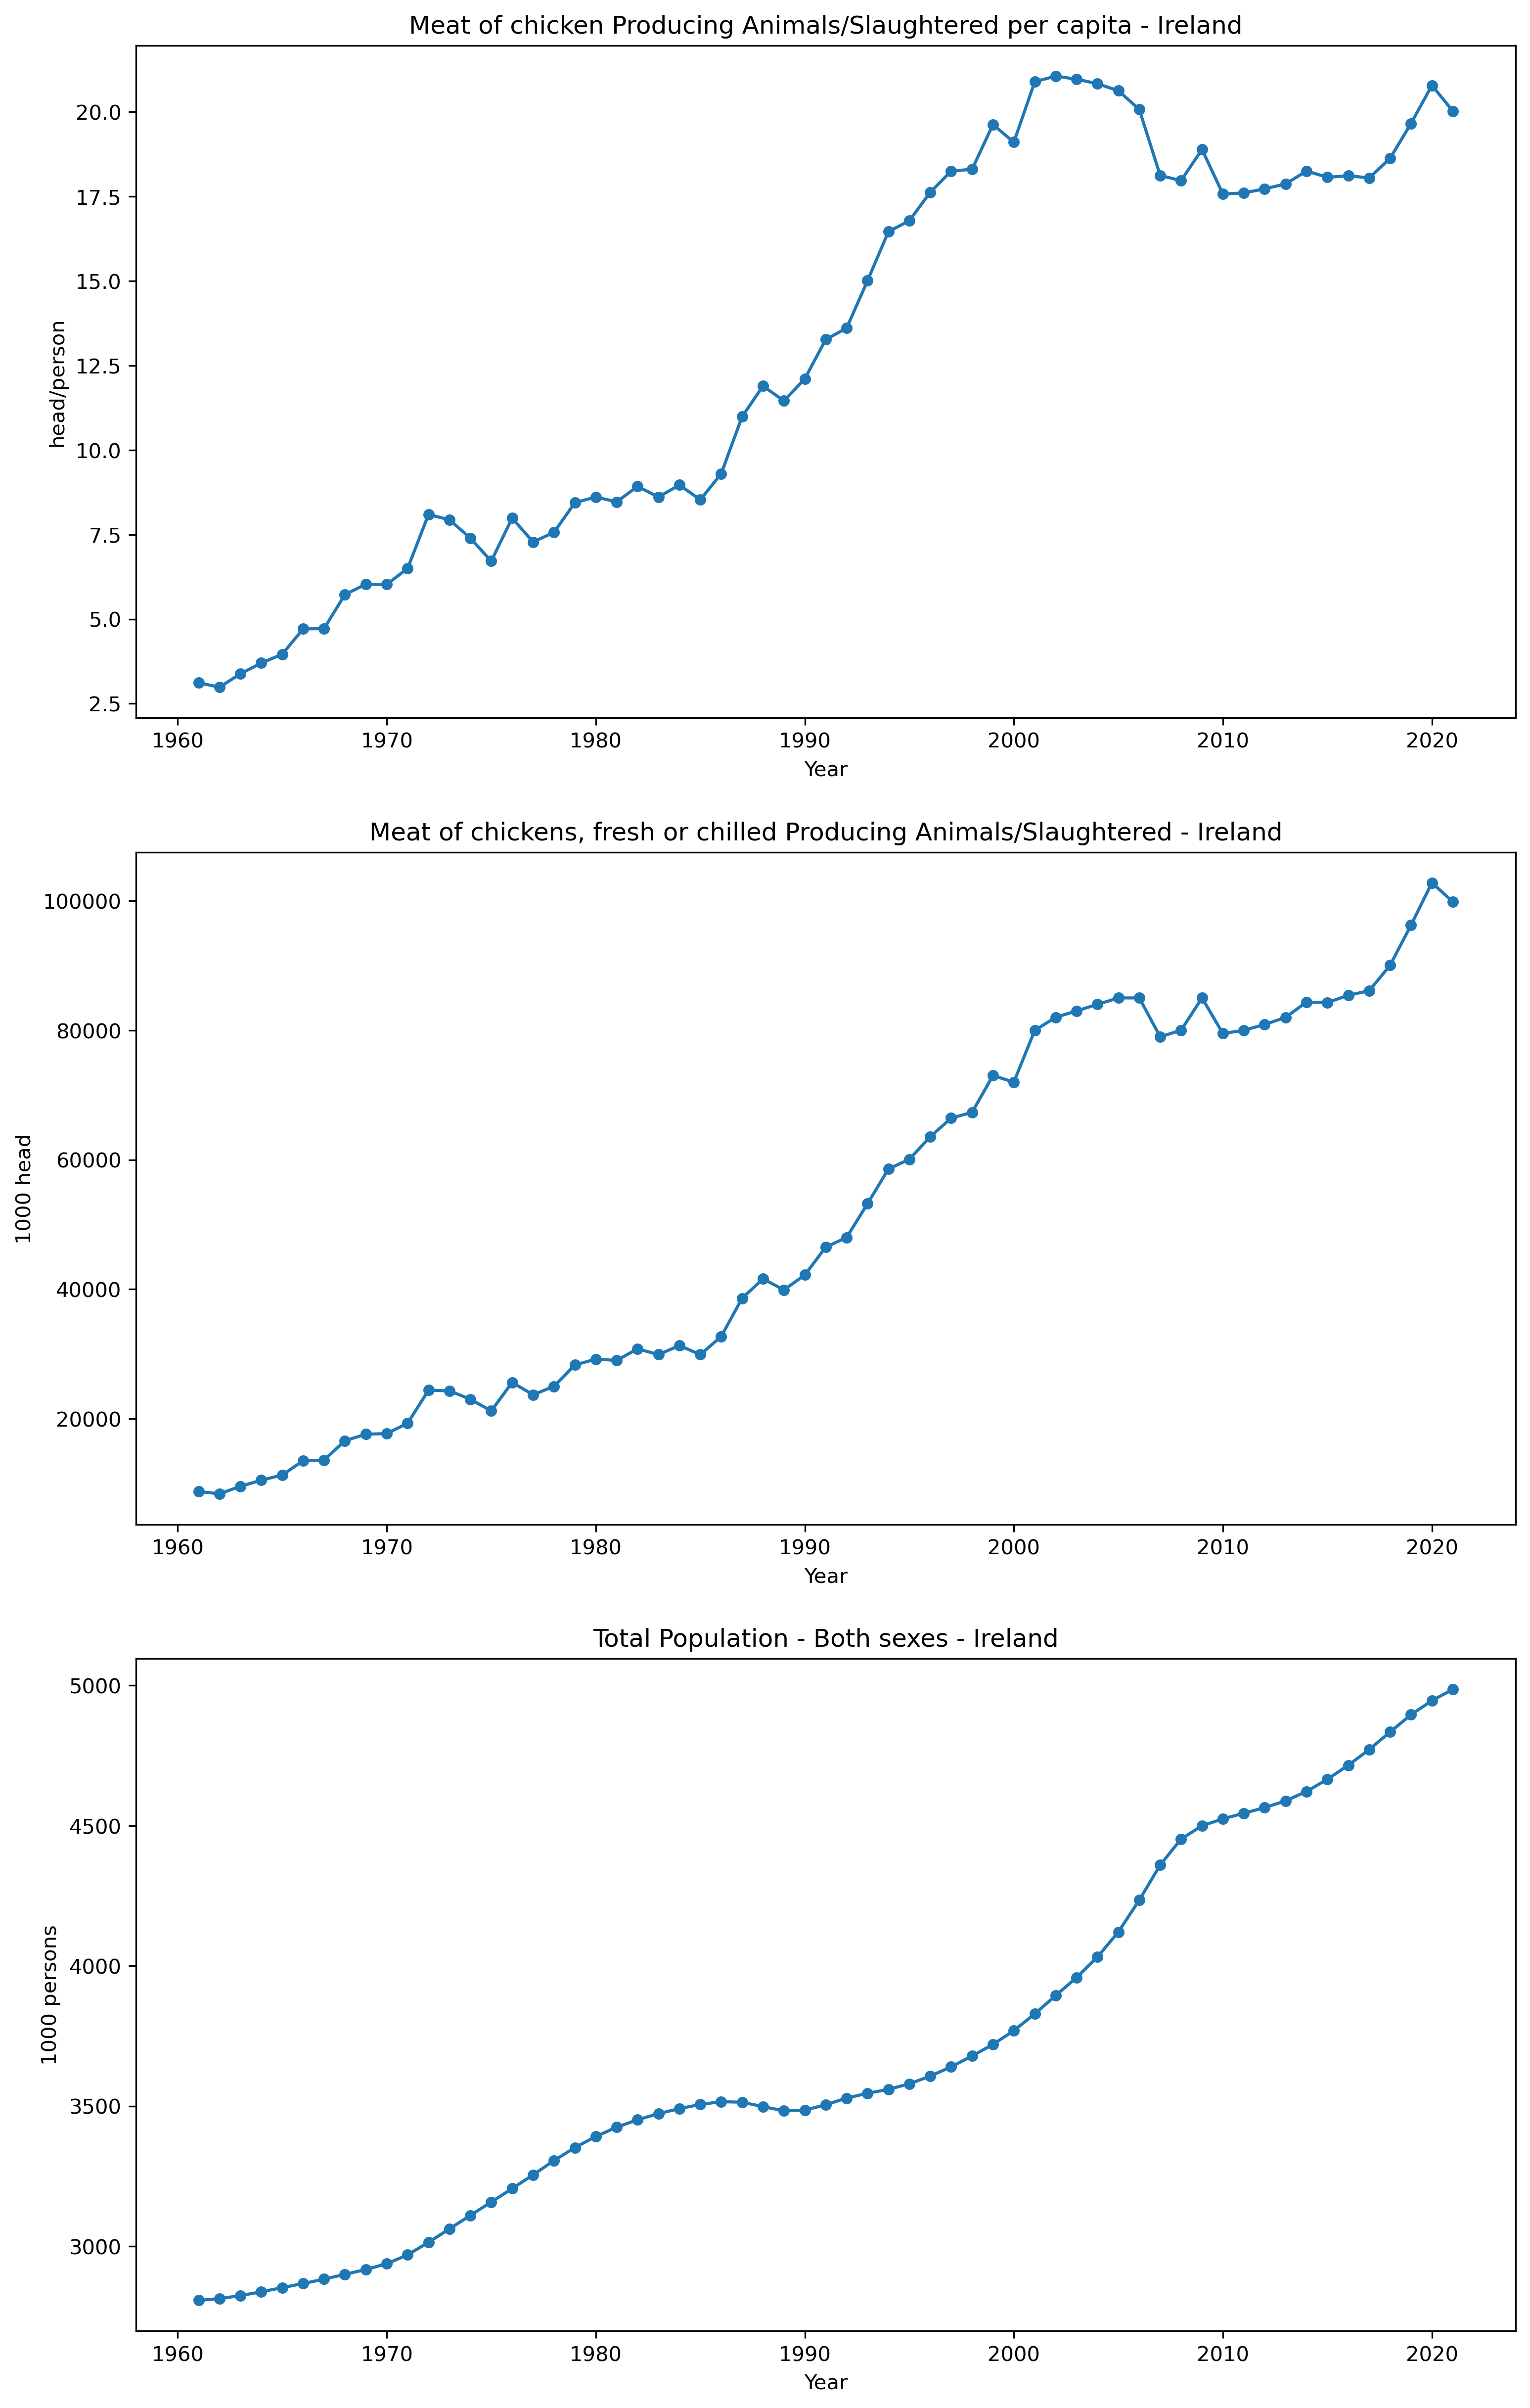 Meat of chicken Producing Animals/Slaughtered per capita - Ireland
20.0
17.5
15.0
12.5
10.0
7.5
5.0
2.5
head/person
1960 1970 1980 1990 2000 2010 2020
Year
Meat of chickens, fresh or chilled Producing Animals/Slaughtered - Ireland
100000
80000
60000
40000
20000
1000 head
1960 1970 1980 1990 2000 2010 2020
Year
Total Population - Both sexes - Ireland
5000
4500
4000
3500
3000
1000 persons
1960 1970 1980 1990 2000 2010 2020
Year